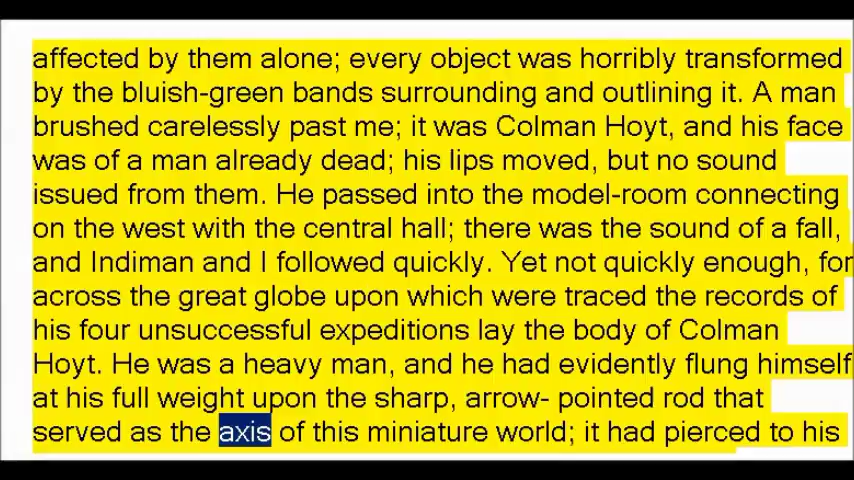 affected by them alone; every object was horribly transformed
by the bluish-green bands surrounding and outlining it. A man
brushed carelessly past me; it was Colman Hoyt, and his face
was of a man already dead; his lips moved, but no sound
issued from them. He passed into the model-room connecting
on the west with the central hall; there was the sound of a fall,
and Indiman and I followed quickly. Yet not quickly enough, for
across the great globe upon which were traced the records of
his four unsuccessful expeditions lay the body of Colman
Hoyt. He was a heavy man, and he had evidently flung himself
at his full weight upon the sharp, arrow- pointed rod that
served as the axis of this miniature world; it had pierced to his